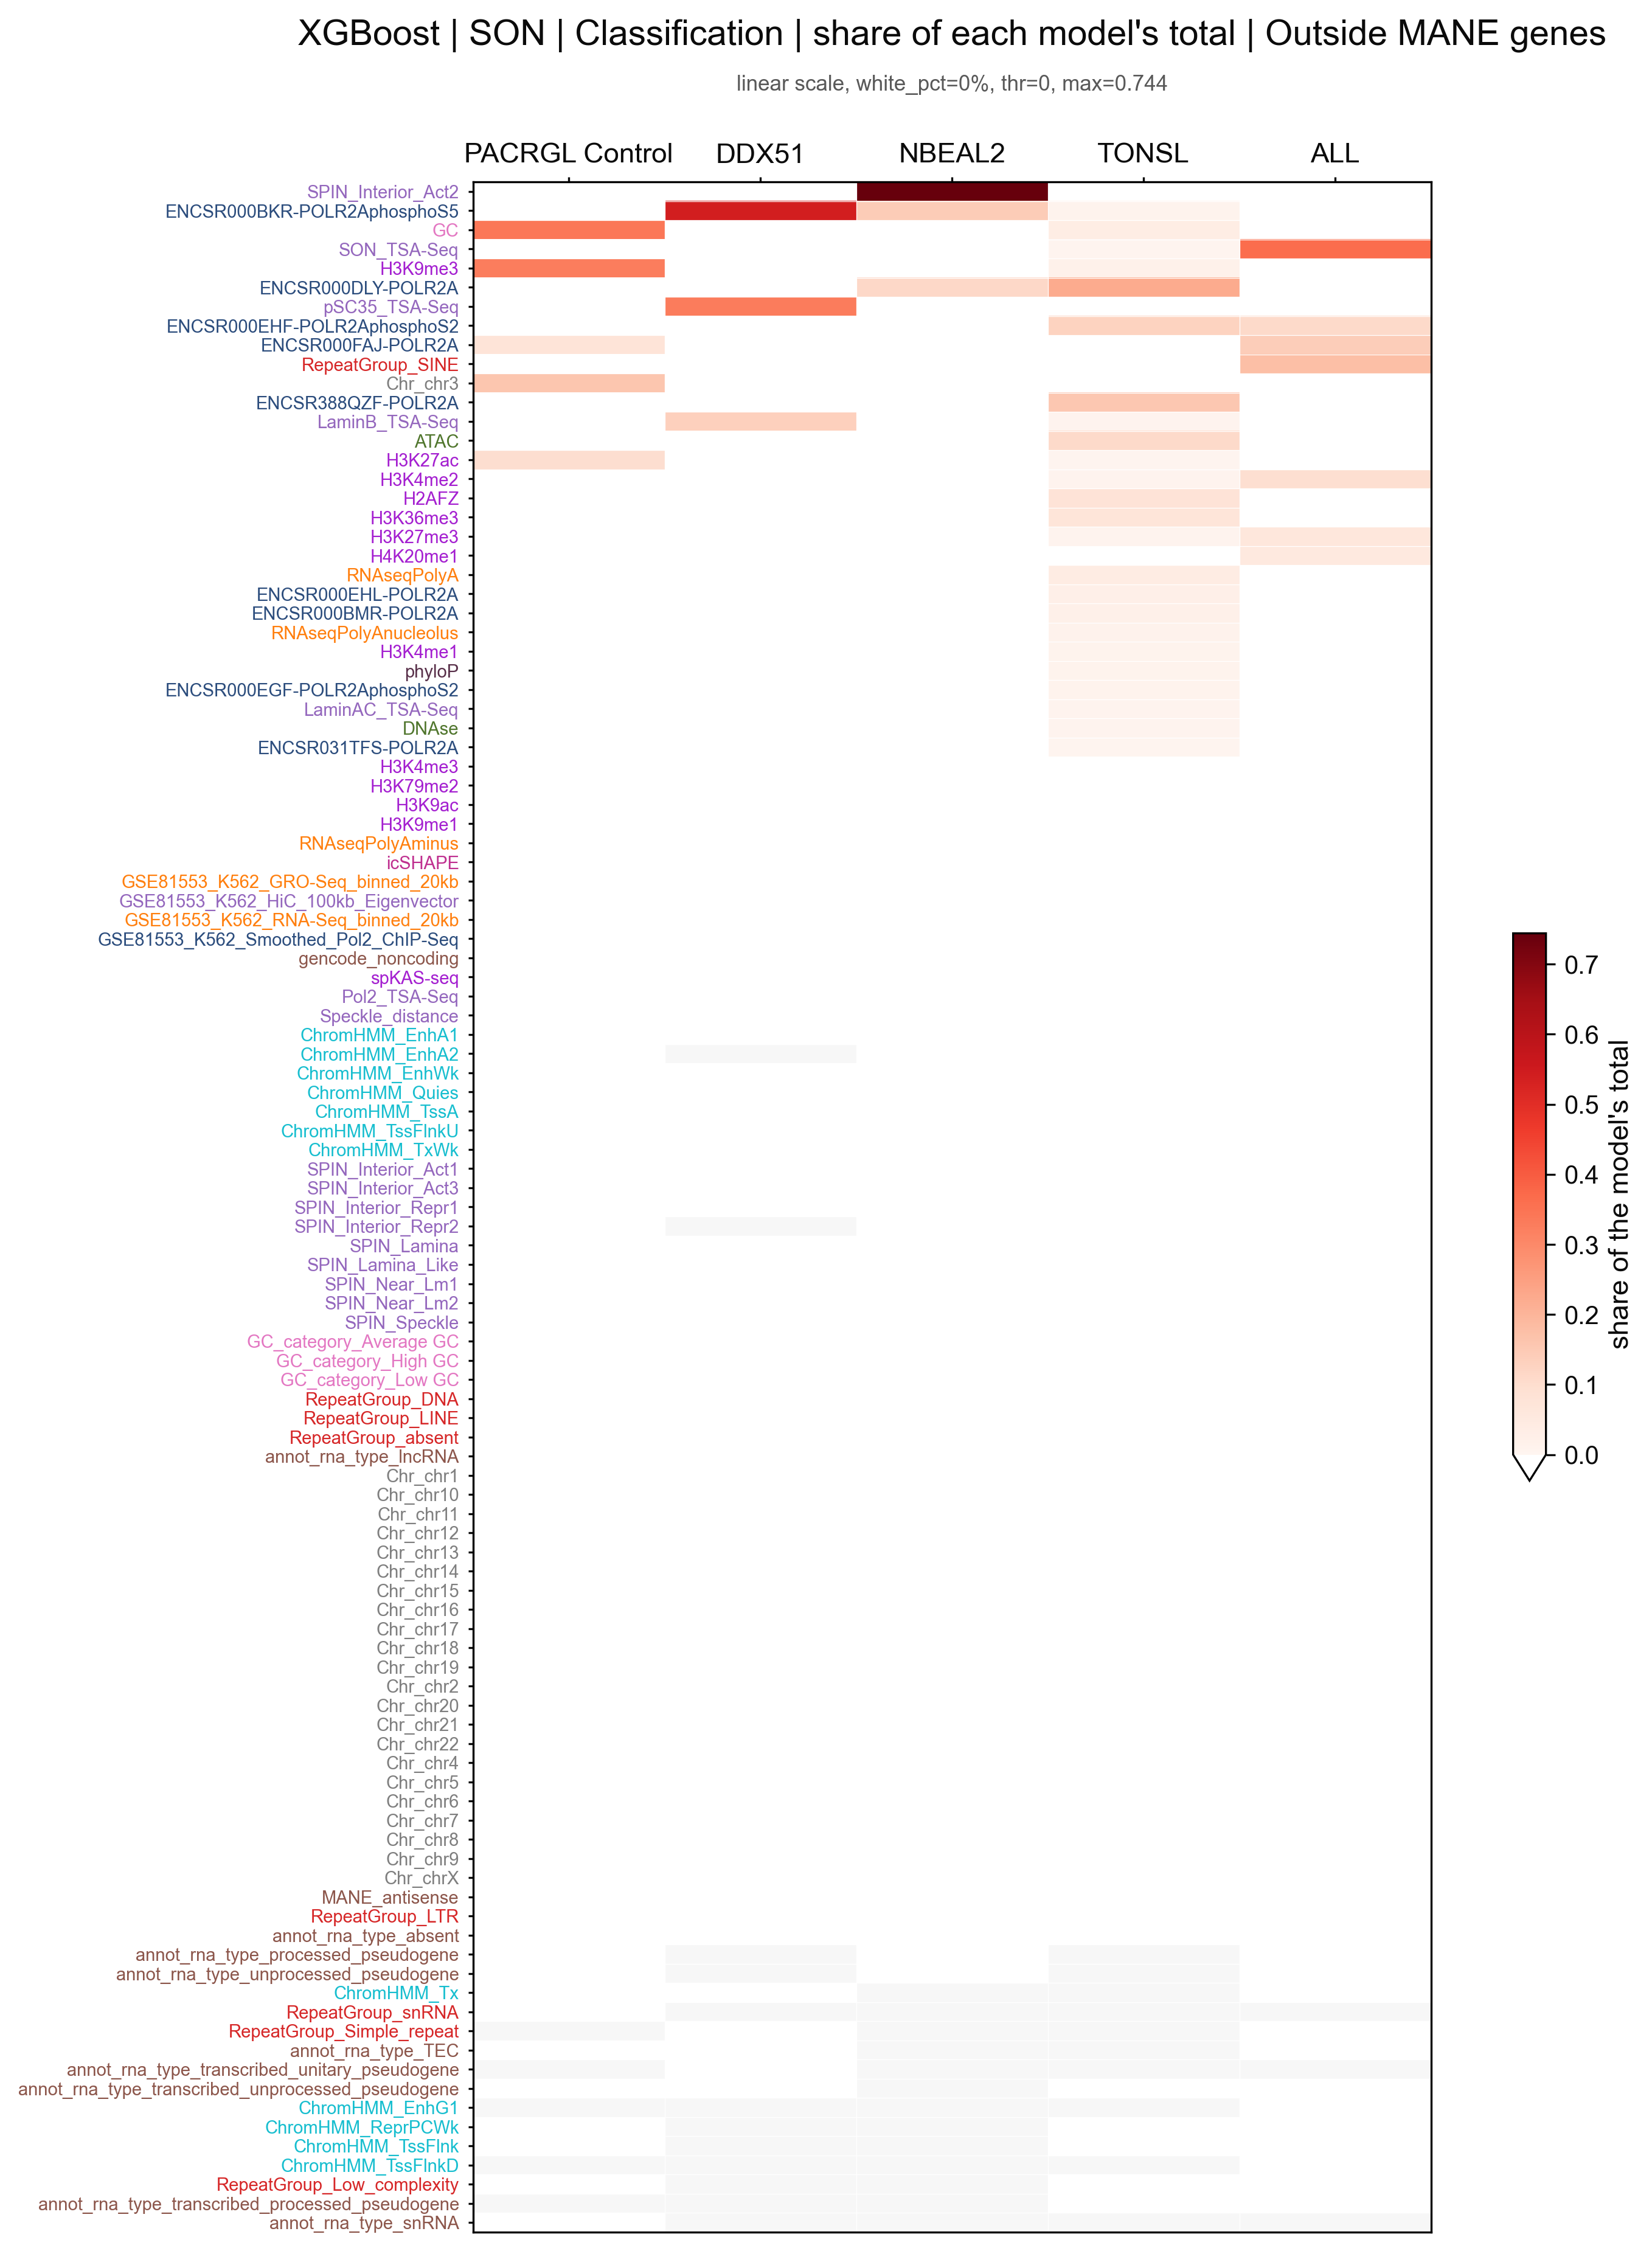 XGBoost | SON | Classification | share of each model's total | Outside MANE genes
linear scale, white_pct=0%, thr=0, max=0.744
PACRGL Control DDX51 NBEAL2 TONSL ALL
SPIN_Interior_Act2
ENCSR000BKR-POLR2AphosphoS5
GC
SON_TSA-Seq
H3K9me3
ENCSR000DLY-POLR2A
pSC35_TSA-Seq
ENCSR000EHF-POLR2AphosphoS2
ENCSR000FAJ-POLR2A
RepeatGroup_SINE
Chr_chr3
ENCSR388QZF-POLR2A
LaminB_TSA-Seq
ATAC
H3K27ac
H3K4me2
H2AFZ
H3K36me3
H3K27me3
H4K20me1
RNAseqPolyA
ENCSR000EHL-POLR2A
ENCSR000BMR-POLR2A
RNAseqPolyAnucleolus
H3K4me1
phyloP
ENCSR000EGF-POLR2AphosphoS2
LaminAC_TSA-Seq
DNAse
ENCSR031TFS-POLR2A
H3K4me3
H3K79me2
H3K9ac
H3K9me1
RNAseqPolyAminus
icSHAPE
GSE81553_K562_GRO-Seq_binned_20kb
GSE81553_K562_HiC_100kb_Eigenvector
GSE81553_K562_RNA-Seq_binned_20kb
GSE81553_K562_Smoothed_Pol2_ChIP-Seq
gencode_noncoding
spKAS-seq
Pol2_TSA-Seq
Speckle_distance
ChromHMM_EnhA1
ChromHMM_EnhA2
ChromHMM_EnhWk
ChromHMM_Quies
ChromHMM_TssA
ChromHMM_TssFlnkU
ChromHMM_TxWk
SPIN_Interior_Act1
SPIN_Interior_Act3
SPIN_Interior_Repr1
SPIN_Interior_Repr2
SPIN_Lamina
SPIN_Lamina_Like
SPIN_Near_Lm1
SPIN_Near_Lm2
SPIN_Speckle
GC_category_Average GC
GC_category_High GC
GC_category_Low GC
RepeatGroup_DNA
RepeatGroup_LINE
RepeatGroup_absent
annot_rna_type_lncRNA
Chr_chr1
Chr_chr10
Chr_chr11
Chr_chr12
Chr_chr13
Chr_chr14
Chr_chr15
Chr_chr16
Chr_chr17
Chr_chr18
Chr_chr19
Chr_chr2
Chr_chr20
Chr_chr21
Chr_chr22
Chr_chr4
Chr_chr5
Chr_chr6
Chr_chr7
Chr_chr8
Chr_chr9
Chr_chrX
MANE_antisense
RepeatGroup_LTR
annot_rna_type_absent
annot_rna_type_processed_pseudogene
annot_rna_type_unprocessed_pseudogene
ChromHMM_Tx
RepeatGroup_snRNA
RepeatGroup_Simple_repeat
annot_rna_type_TEC
annot_rna_type_transcribed_unitary_pseudogene
annot_rna_type_transcribed_unprocessed_pseudogene
ChromHMM_EnhG1
ChromHMM_ReprPCWk
ChromHMM_TssFlnk
ChromHMM_TssFlnkD
RepeatGroup_Low_complexity
annot_rna_type_transcribed_processed_pseudogene
annot_rna_type_snRNA
0.7
0.6
0.5
0.4
0.3
0.2
0.1
0.0
share of the model's total